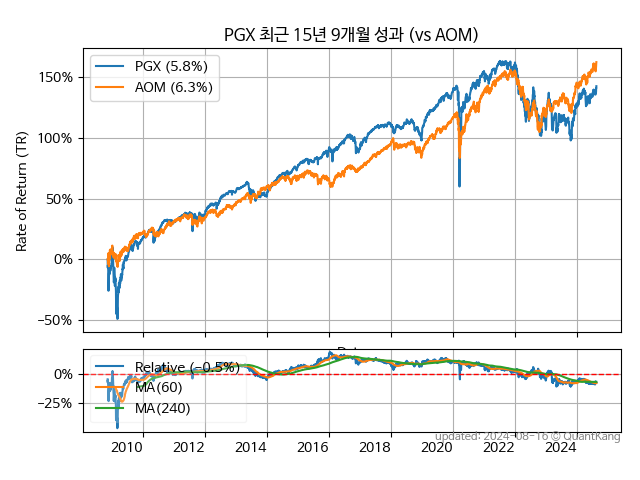 PGX 최근 15년 9개월 성과 (vs AOM)
PGX (5.8%)
AOM (6.3%)
Rate of Return (TR)
150%
100%
50%
0%
−50%
Relative (−0.5%)
MA(60)
MA(240)
0%
−25%
2010 2012 2014 2016 2018 2020 2022 2024
updated: 2024-08-16 © QuantKang